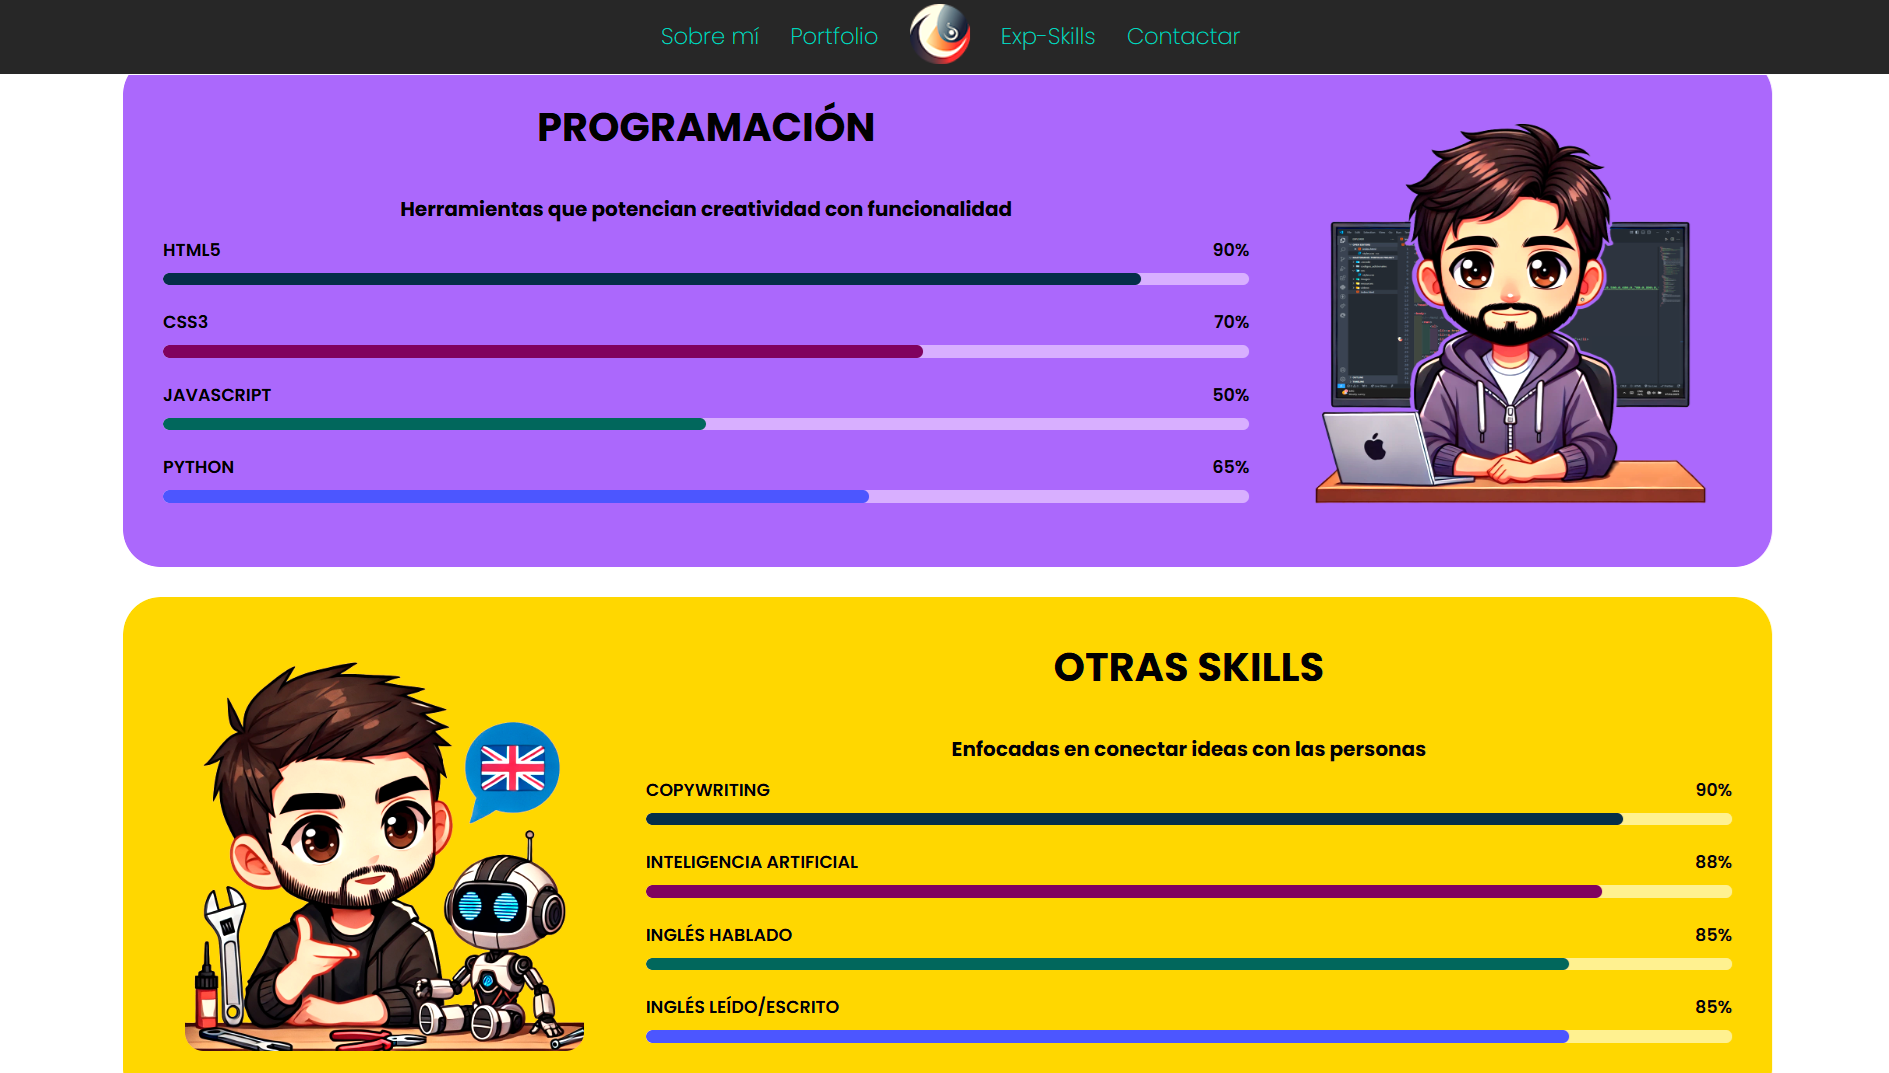 Sobre mí Portfolio Exp-Skills Contactar
PROGRAMACIÓN
Herramientas que potencian creatividad con funcionalidad
HTML5 90%
CSS3 70%
JAVASCRIPT 50%
PYTHON 65%
OTRAS SKILLS
Enfocadas en conectar ideas con las personas
COPYWRITING 90%
INTELIGENCIA ARTIFICIAL 88%
INGLÉS HABLADO 85%
INGLÉS LEÍDO/ESCRITO 85%